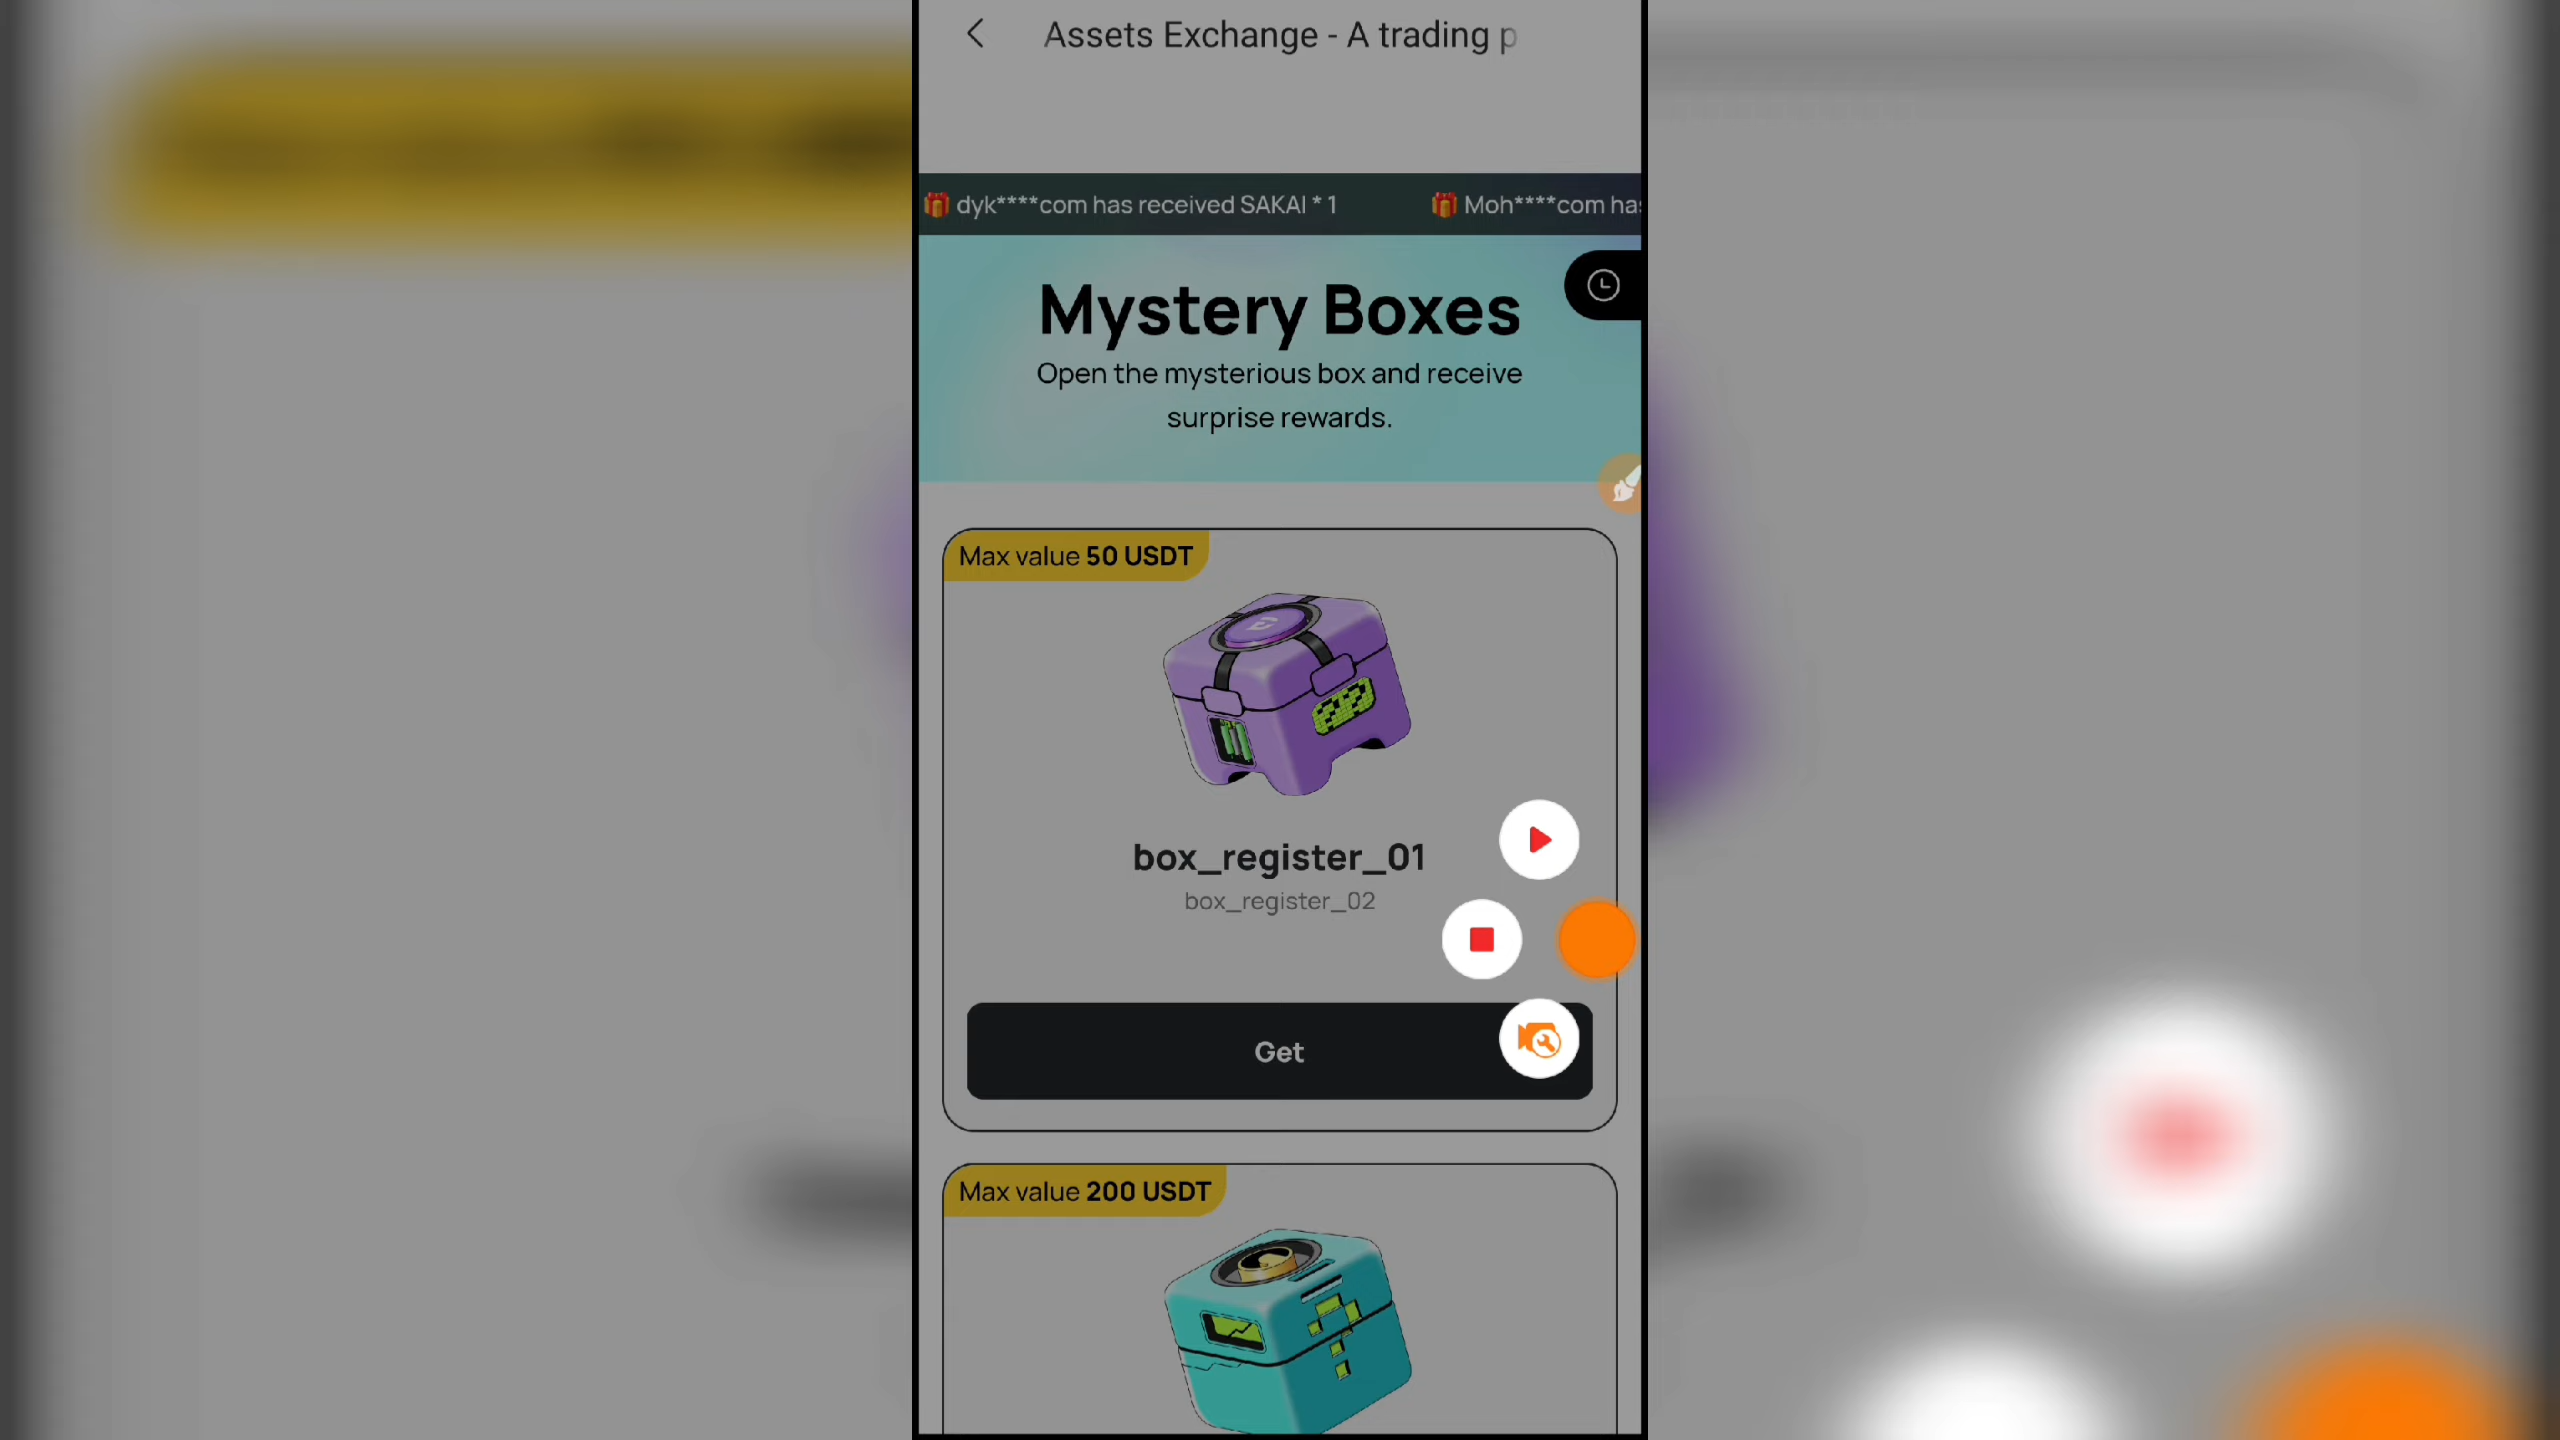 Assets Exchange - A trading p
dyk****com has received SAKAI * 1
Moh****com has
Mystery Boxes
Open the mysterious box and receive
surprise rewards.
Max value 50 USDT
box_register_01
box_register_02
Get
Max value 200 USDT